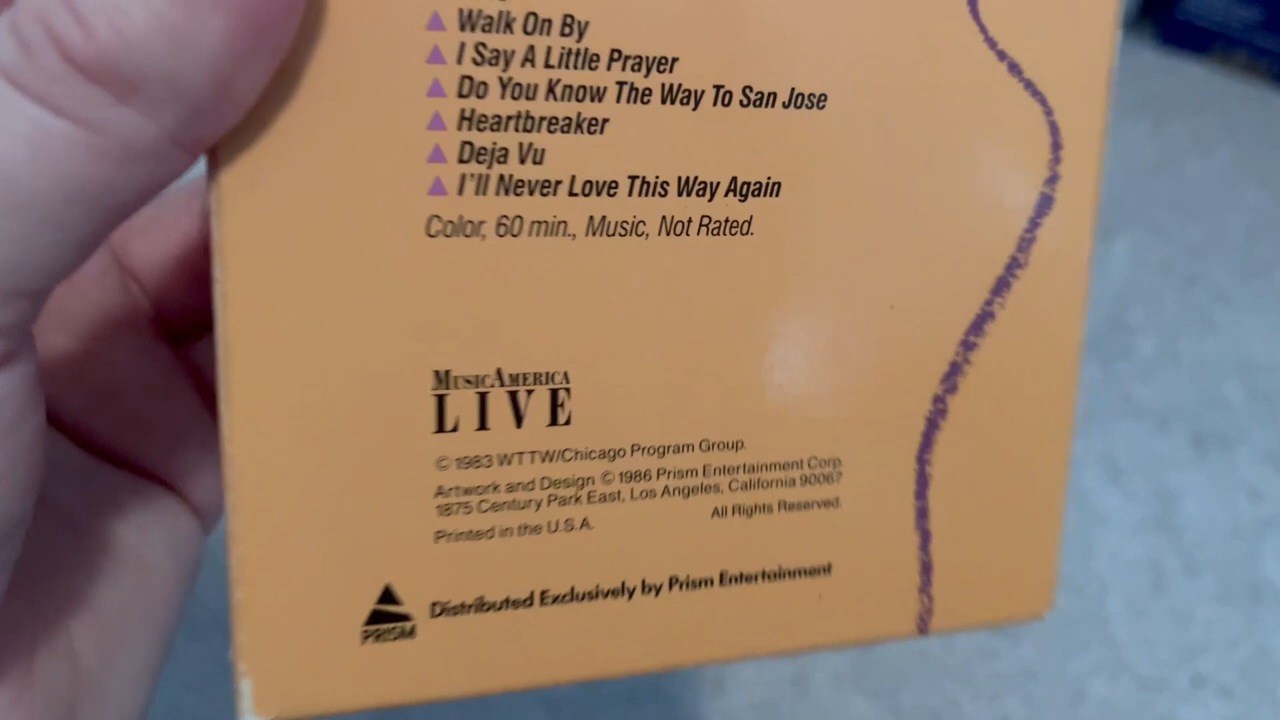 Walk On By
I Say A Little Prayer
Do You Know The Way To San Jose
Heartbreaker
Deja Vu
I'll Never Love This Way Again
Color, 60 min., Music, Not Rated.
MUSICAMERICA
LIVE
© 1983 WTTW/Chicago Program Group.
Artwork and Design © 1986 Prism Entertainment Corp.
1875 Century Park East, Los Angeles, California 90067
Printed in the U.S.A. All Rights Reserved.
Distributed Exclusively by Prism Entertainment
PRISM